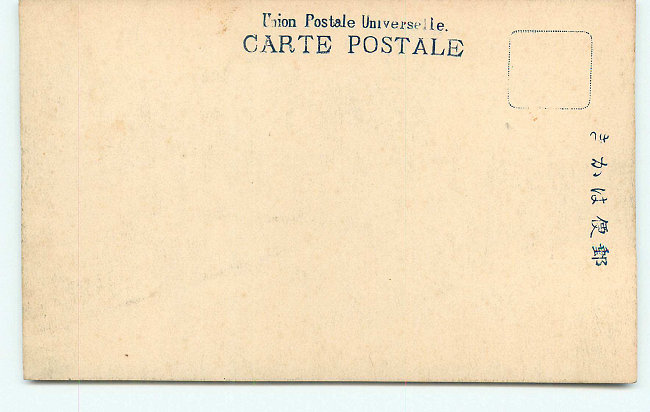 Union Postale Universelle.
CARTE POSTALE
郵便はかき